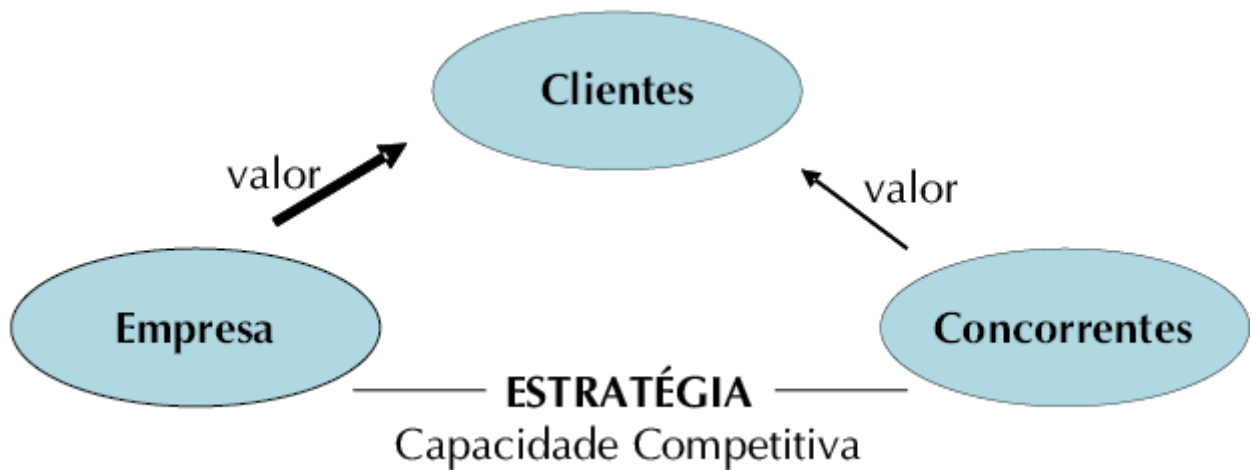 Clientes
valor
valor
Empresa
Concorrentes
ESTRATÉGIA
Capacidade Competitiva